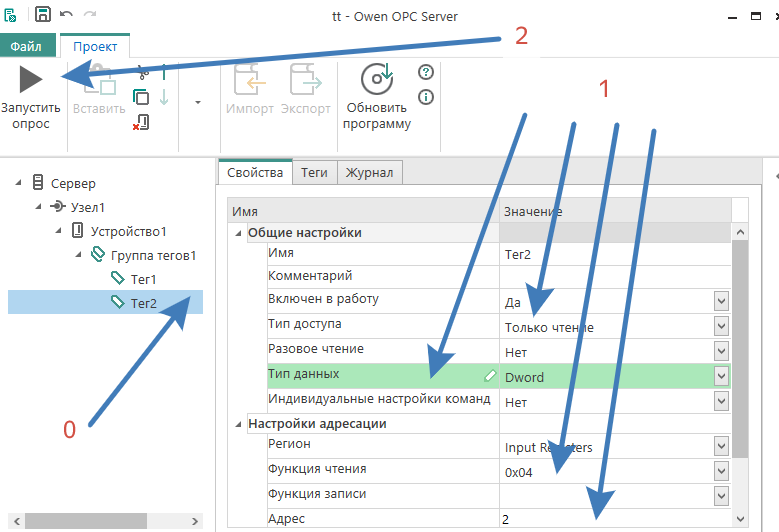 tt - Owen OPC Server
Файл
Проект
2
Запустить опрос
Вставить
Импорт
Экспорт
Обновить программу
1
Сервер
Узел1
Устройство1
Группа тегов1
Тег1
Тег2
0
Свойства
Теги
Журнал
Имя Значение
Общие настройки
Имя Тег2
Комментарий
Включен в работу Да
Тип доступа Только чтение
Разовое чтение Нет
Тип данных Dword
Индивидуальные настройки команд Нет
Настройки адресации
Регион Input Registers
Функция чтения 0x04
Функция записи
Адрес 2